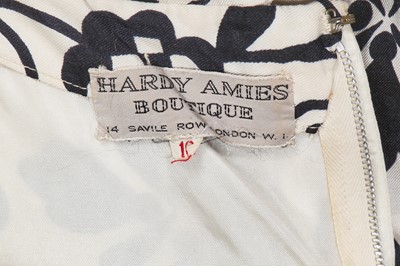 HARDY AMIES
BOUTIQUE
14 SAVILE ROW LONDON W. 1